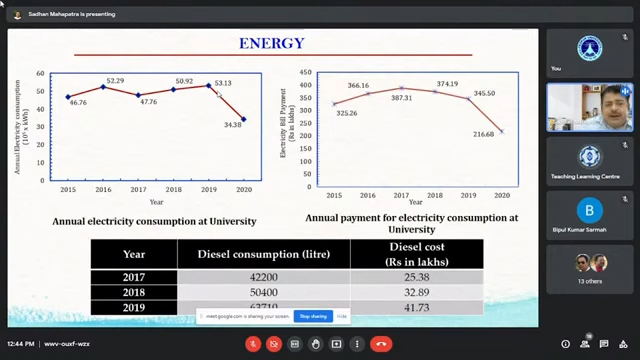 Sadhan Mahapatra is presenting
ENERGY
Annual Electricity consumption
(10⁵ x kWh)
60
50
40
30
20
10
0
46.76
52.29
47.76
50.92
53.13
34.38
2015 2016 2017 2018 2019 2020
Year
Annual electricity consumption at University
Electricity Bill Payment
(Rs in lakhs)
450
400
350
300
250
200
150
100
50
0
325.26
366.16
387.31
374.19
345.50
216.68
2015 2016 2017 2018 2019 2020
Year
Annual payment for electricity consumption at
University
Year Diesel consumption (litre) Diesel cost
(Rs in lakhs)
2017 42200 25.38
2018 50400 32.89
2019 63710 41.73
meet.google.com is sharing your screen. Stop sharing Hide
You
Teaching Learning Centre
B
Bipul Kumar Sarmah
13 others
12:44 PM | wwv-ouxf-wzx